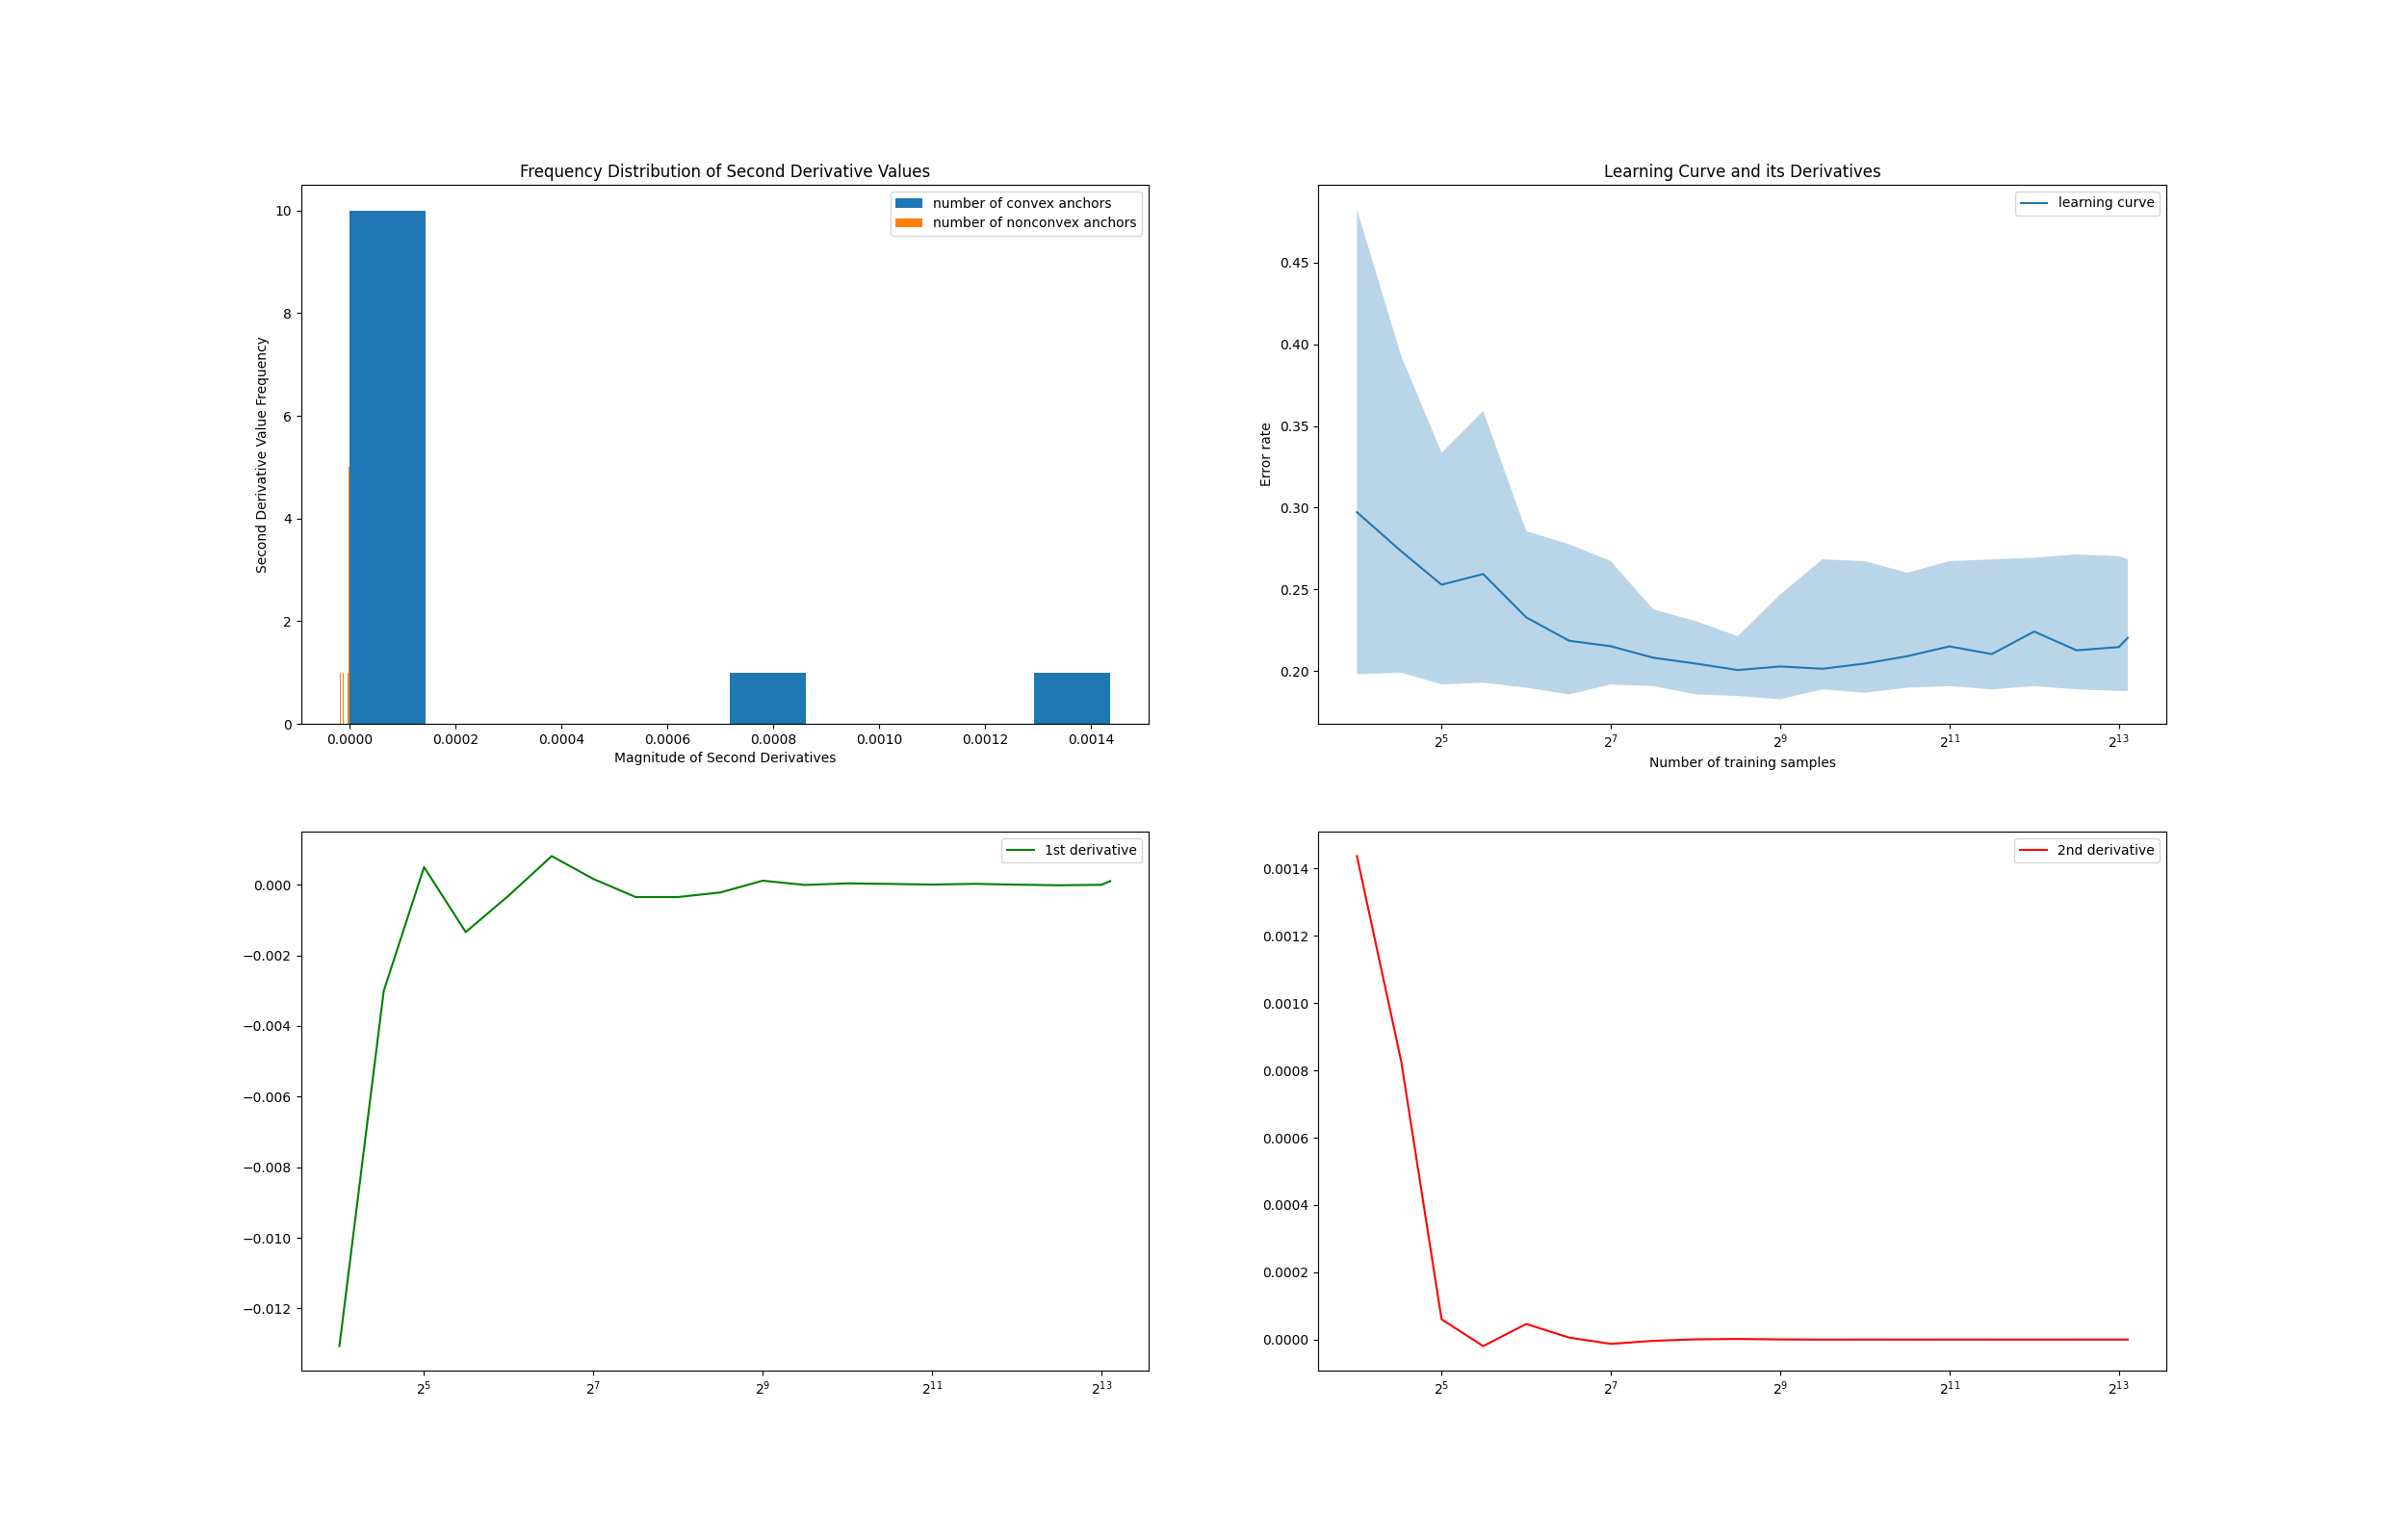 Frequency Distribution of Second Derivative Values
number of convex anchors
number of nonconvex anchors
10
8
6
4
2
0
Second Derivative Value Frequency
0.0000 0.0002 0.0004 0.0006 0.0008 0.0010 0.0012 0.0014
Magnitude of Second Derivatives
Learning Curve and its Derivatives
learning curve
0.45
0.40
0.35
0.30
0.25
0.20
Error rate
2^5 2^7 2^9 2^11 2^13
Number of training samples
1st derivative
0.000
−0.002
−0.004
−0.006
−0.008
−0.010
−0.012
2^5 2^7 2^9 2^11 2^13
2nd derivative
0.0014
0.0012
0.0010
0.0008
0.0006
0.0004
0.0002
0.0000
2^5 2^7 2^9 2^11 2^13